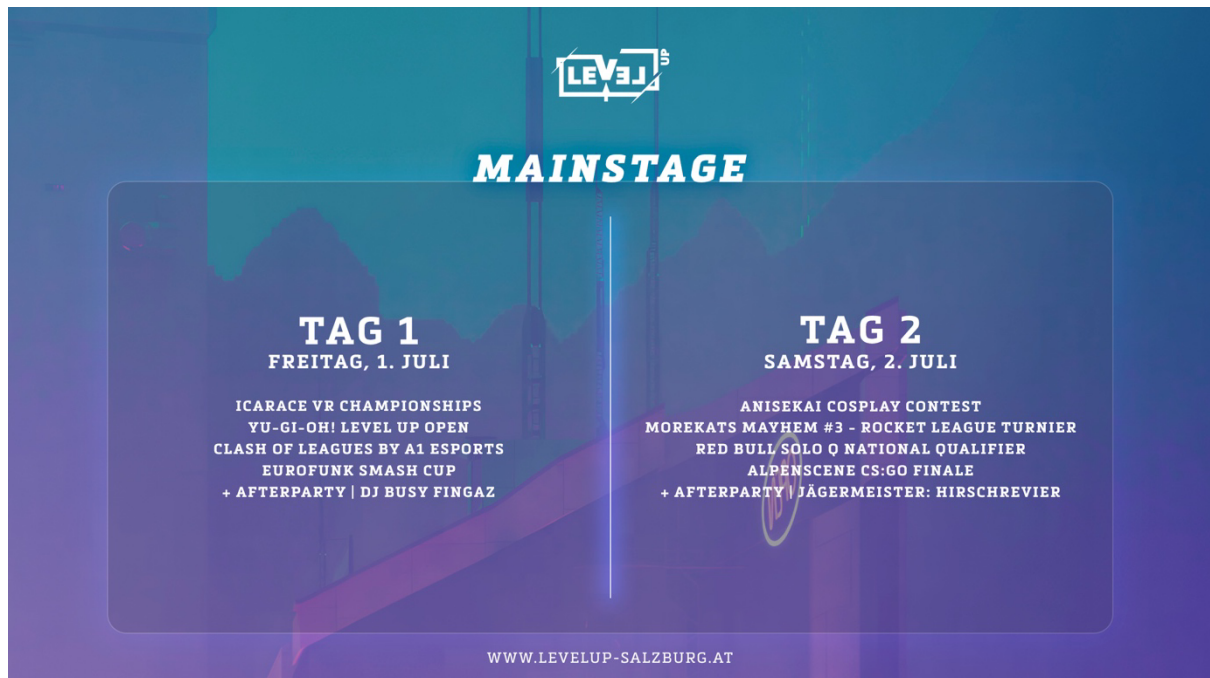 LEVEL UP
MAINSTAGE
TAG 1
FREITAG, 1. JULI
ICARACE VR CHAMPIONSHIPS
YU-GI-OH! LEVEL UP OPEN
CLASH OF LEAGUES BY A1 ESPORTS
EUROFUNK SMASH CUP
+ AFTERPARTY | DJ BUSY FINGAZ
TAG 2
SAMSTAG, 2. JULI
ANISEKAI COSPLAY CONTEST
MOREKATS MAYHEM #3 - ROCKET LEAGUE TURNIER
RED BULL SOLO Q NATIONAL QUALIFIER
ALPENSCENE CS:GO FINALE
+ AFTERPARTY | JÄGERMEISTER: HIRSCHREVIER
WWW.LEVELUP-SALZBURG.AT